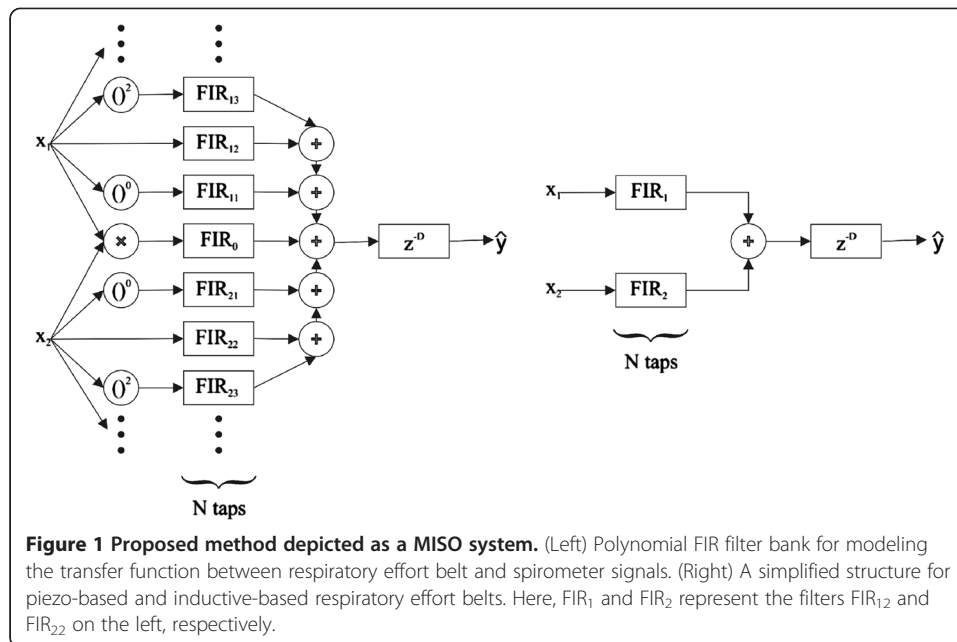 ()² FIR₁₃
x₁ FIR₁₂ +
()⁰ FIR₁₁ +
× FIR₀ + z⁻ᴰ ŷ
()⁰ FIR₂₁ +
x₂ FIR₂₂ +
()² FIR₂₃
N taps
x₁ FIR₁
+ z⁻ᴰ ŷ
x₂ FIR₂
N taps
Figure 1 Proposed method depicted as a MISO system. (Left) Polynomial FIR filter bank for modeling
the transfer function between respiratory effort belt and spirometer signals. (Right) A simplified structure for
piezo-based and inductive-based respiratory effort belts. Here, FIR₁ and FIR₂ represent the filters FIR₁₂ and
FIR₂₂ on the left, respectively.